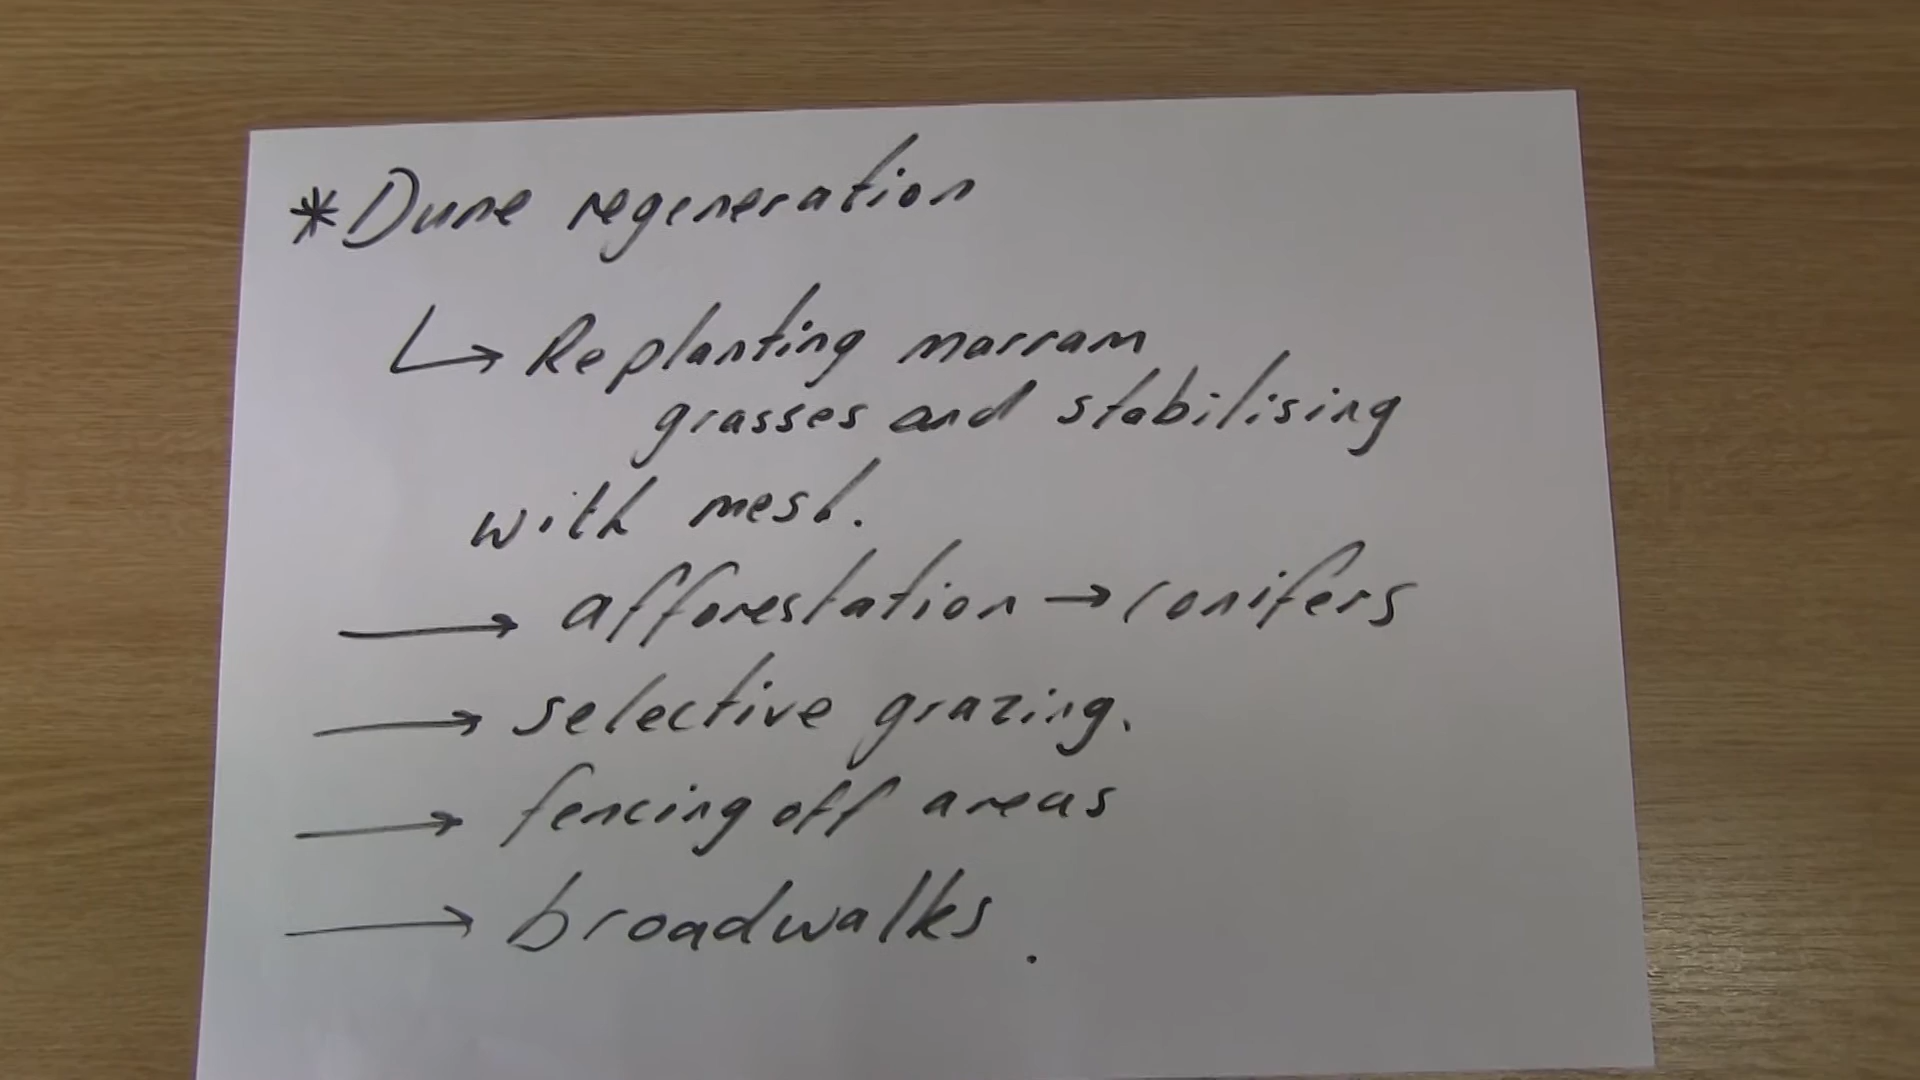 *Dune regeneration
↳ Replanting marram
grasses and stabilising
with mesh.
→ afforestation → conifers
→ selective grazing.
→ fencing off areas
→ broadwalks.